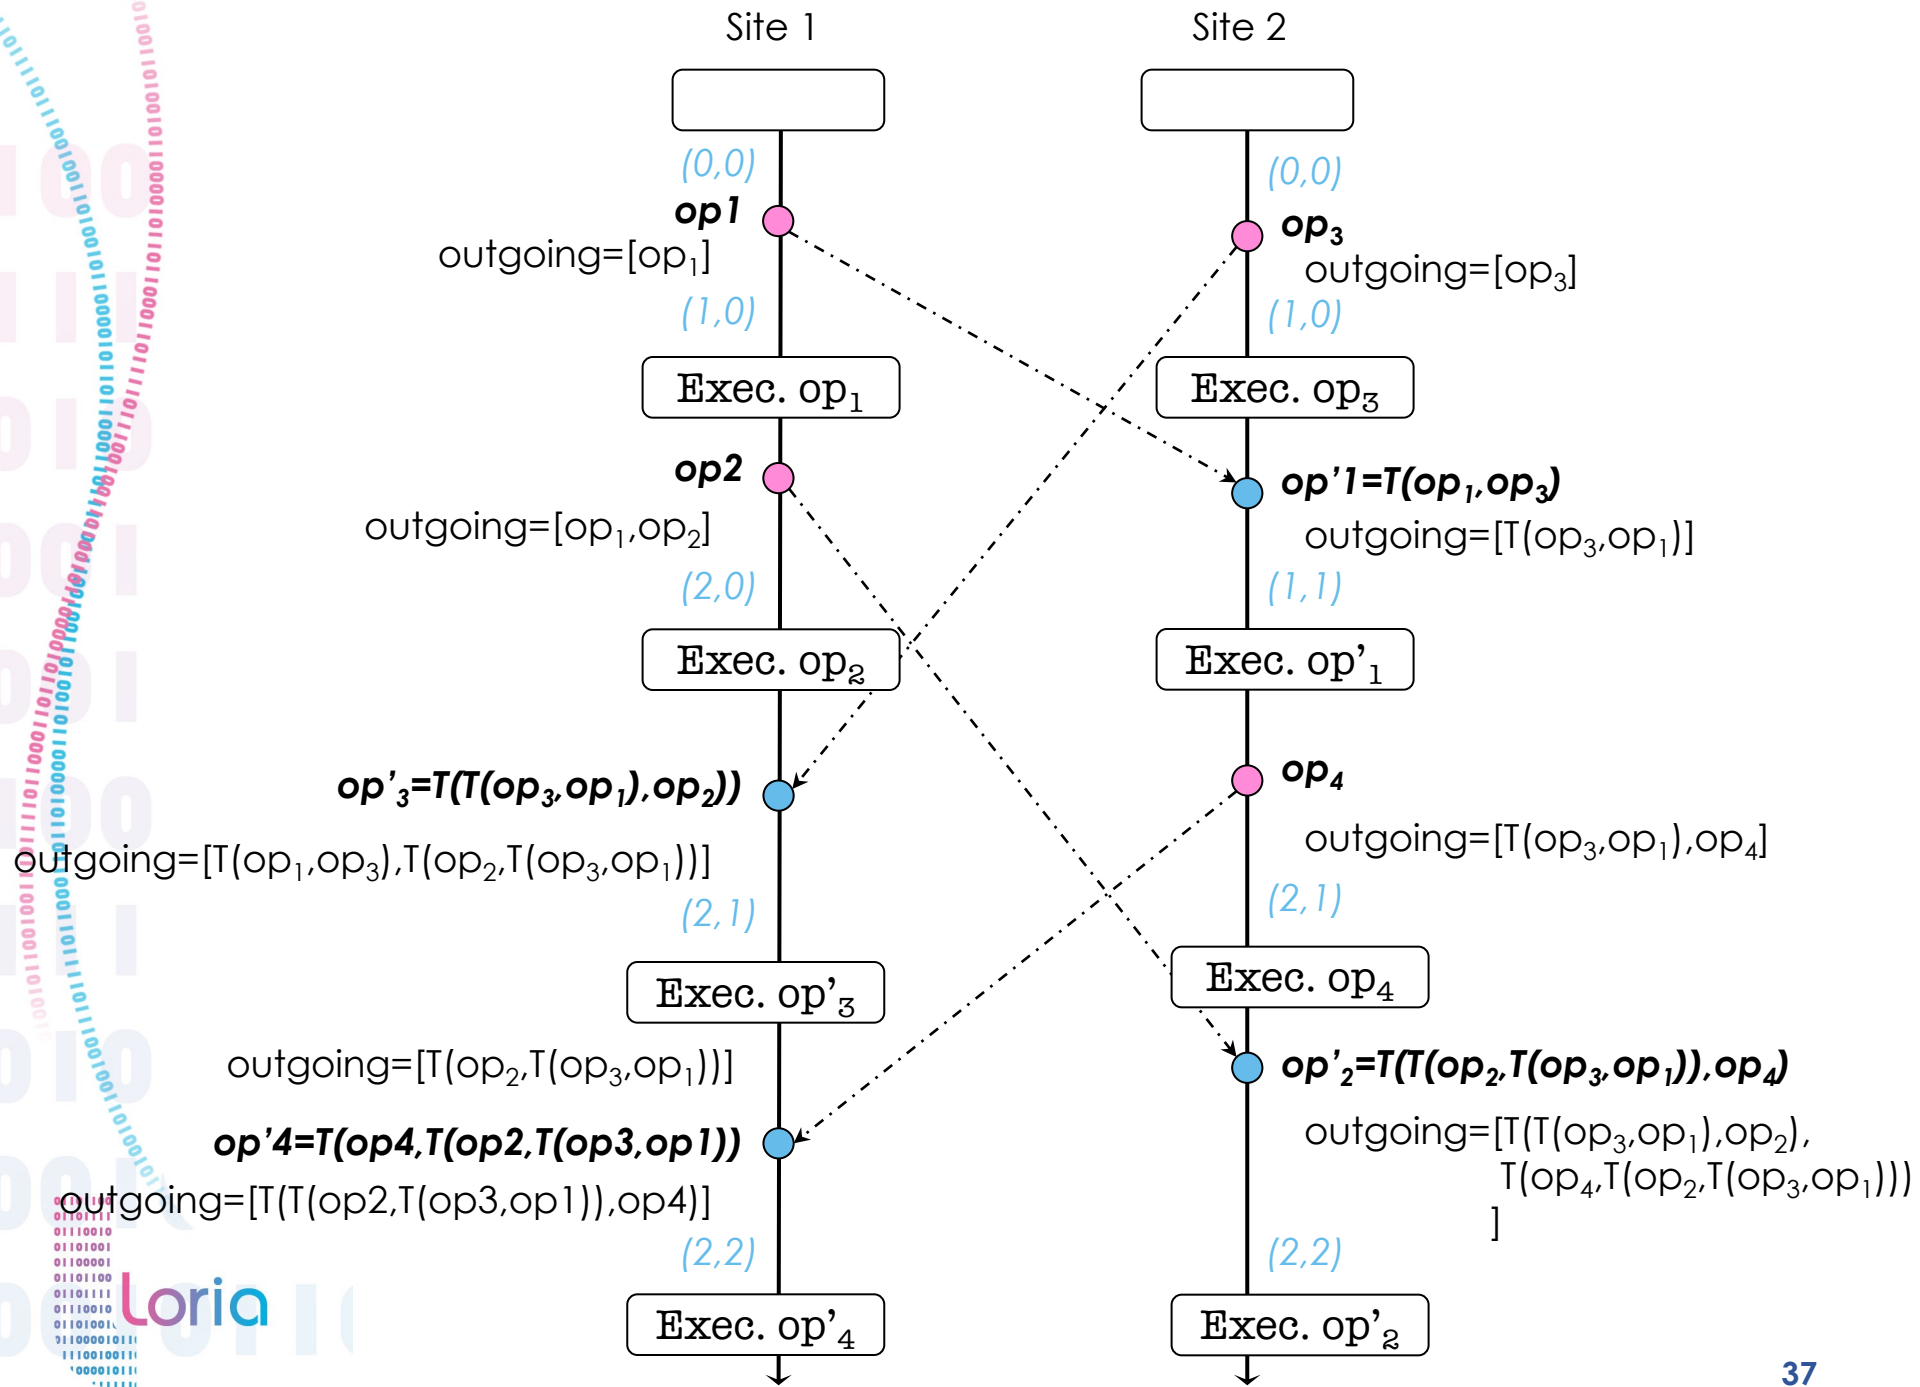 Site 1
Site 2
(0,0)
(0,0)
op1
op₃
outgoing=[op₁]
outgoing=[op₃]
(1,0)
(1,0)
Exec. op₁
Exec. op₃
op2
op’1=T(op₁,op₃)
outgoing=[op₁,op₂]
outgoing=[T(op₃,op₁)]
(2,0)
(1,1)
Exec. op₂
Exec. op’₁
op’₃=T(T(op₃,op₁),op₂))
op₄
outgoing=[T(op₁,op₃),T(op₂,T(op₃,op₁))]
outgoing=[T(op₃,op₁),op₄]
(2,1)
(2,1)
Exec. op’₃
Exec. op₄
outgoing=[T(op₂,T(op₃,op₁))]
op’₂=T(T(op₂,T(op₃,op₁)),op₄)
op’4=T(op4,T(op2,T(op3,op1))
outgoing=[T(T(op₃,op₁),op₂),
T(op₄,T(op₂,T(op₃,op₁)))
]
outgoing=[T(T(op2,T(op3,op1)),op4)]
(2,2)
(2,2)
Exec. op’₄
Exec. op’₂
Loria
37